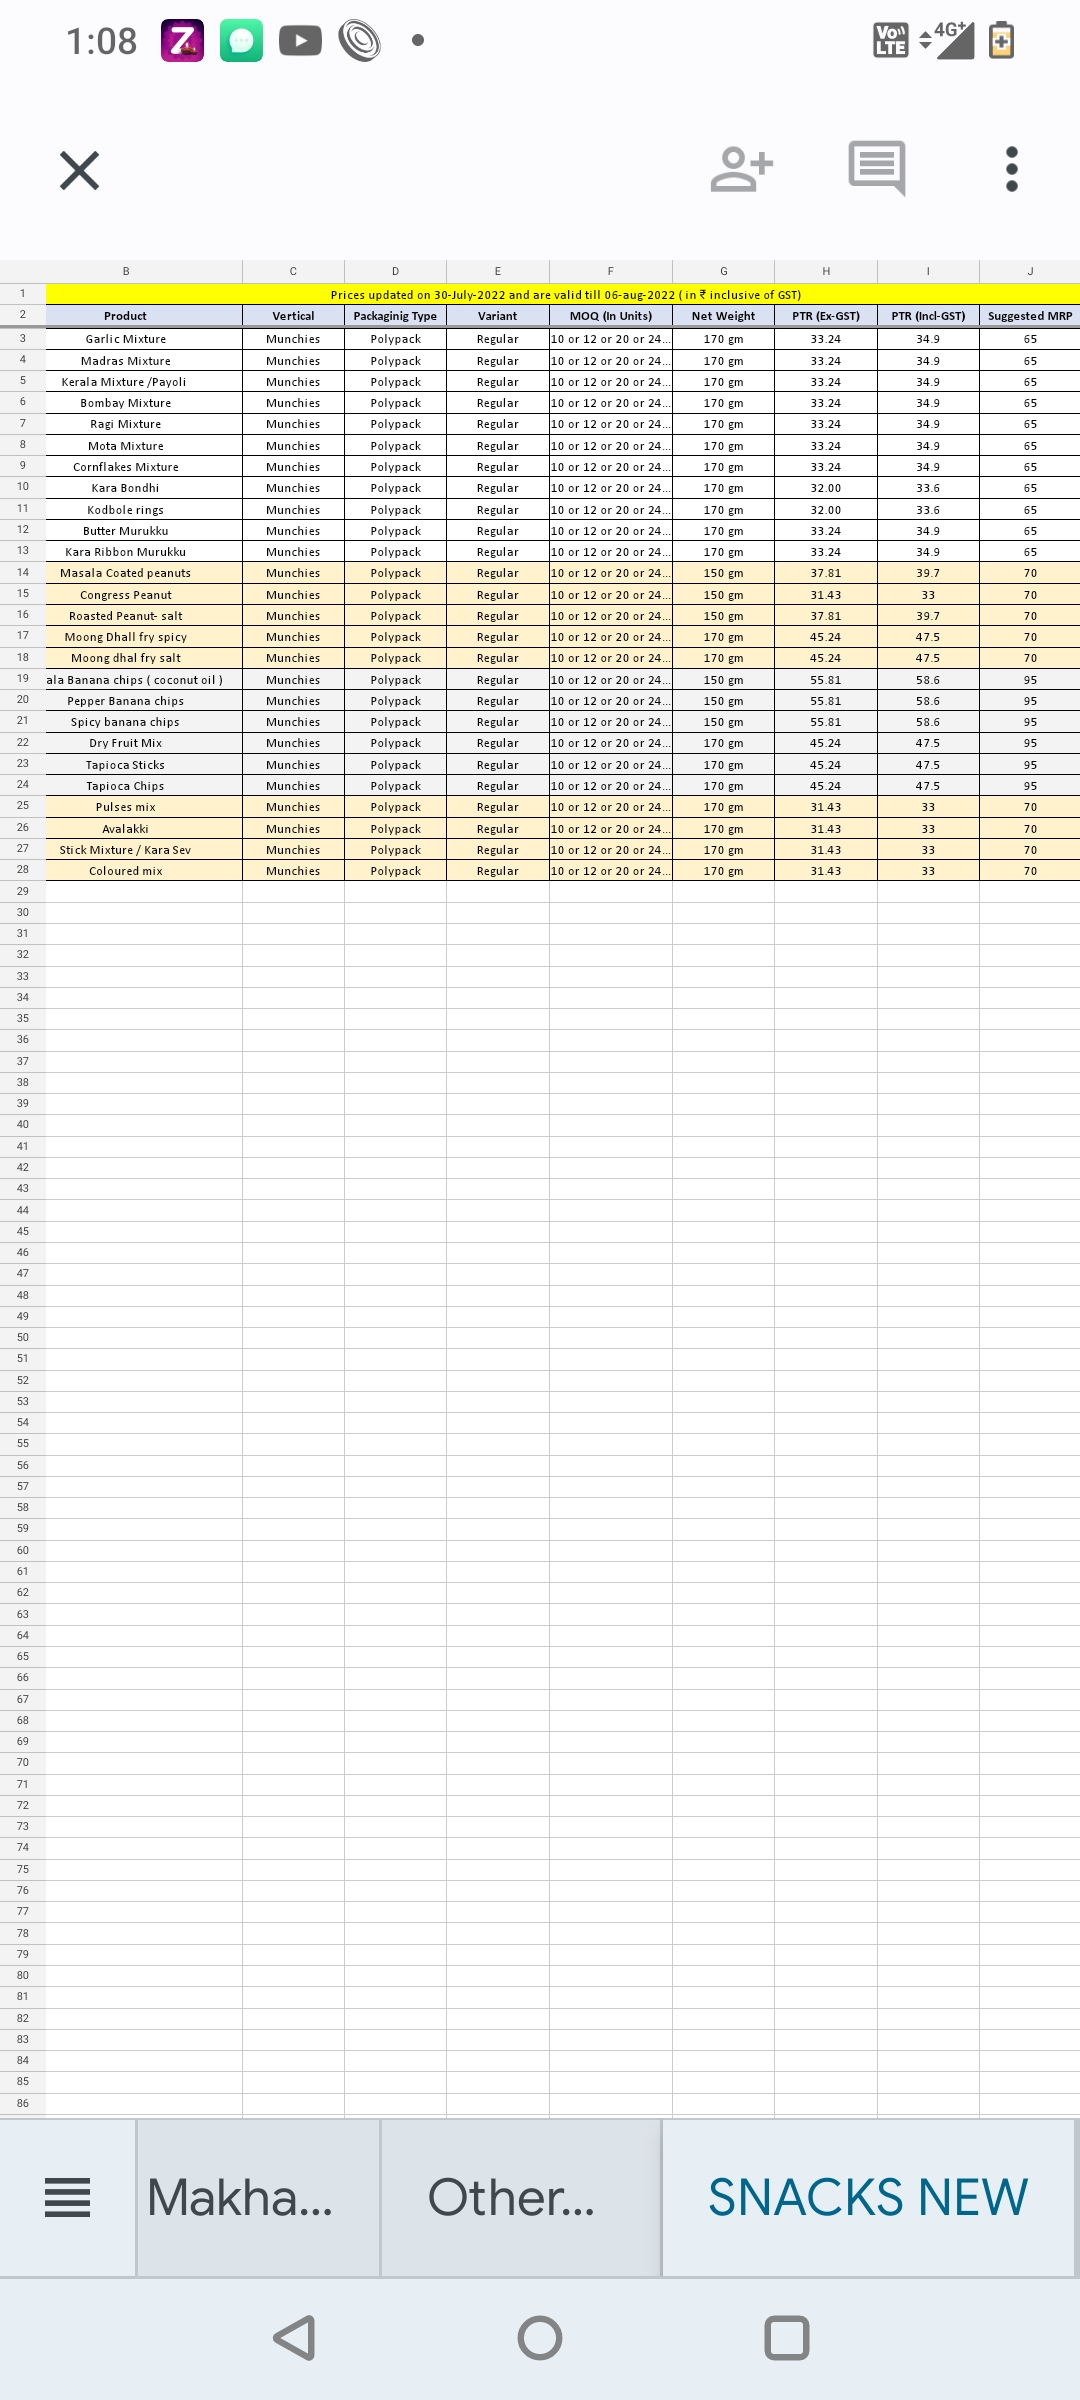 1:08 Vo LTE 4G+
B C D E F G H I J
1 Prices updated on 30-July-2022 and are valid till 06-aug-2022 ( in ₹ inclusive of GST)
2 Product Vertical Packaginig Type Variant MOQ (In Units) Net Weight PTR (Ex-GST) PTR (Incl-GST) Suggested MRP
3 Garlic Mixture Munchies Polypack Regular 10 or 12 or 20 or 24... 170 gm 33.24 34.9 65
4 Madras Mixture Munchies Polypack Regular 10 or 12 or 20 or 24... 170 gm 33.24 34.9 65
5 Kerala Mixture /Payoli Munchies Polypack Regular 10 or 12 or 20 or 24... 170 gm 33.24 34.9 65
6 Bombay Mixture Munchies Polypack Regular 10 or 12 or 20 or 24... 170 gm 33.24 34.9 65
7 Ragi Mixture Munchies Polypack Regular 10 or 12 or 20 or 24... 170 gm 33.24 34.9 65
8 Mota Mixture Munchies Polypack Regular 10 or 12 or 20 or 24... 170 gm 33.24 34.9 65
9 Cornflakes Mixture Munchies Polypack Regular 10 or 12 or 20 or 24... 170 gm 33.24 34.9 65
10 Kara Bondhi Munchies Polypack Regular 10 or 12 or 20 or 24... 170 gm 32.00 33.6 65
11 Kodbole rings Munchies Polypack Regular 10 or 12 or 20 or 24... 170 gm 32.00 33.6 65
12 Butter Murukku Munchies Polypack Regular 10 or 12 or 20 or 24... 170 gm 33.24 34.9 65
13 Kara Ribbon Murukku Munchies Polypack Regular 10 or 12 or 20 or 24... 170 gm 33.24 34.9 65
14 Masala Coated peanuts Munchies Polypack Regular 10 or 12 or 20 or 24... 150 gm 37.81 39.7 70
15 Congress Peanut Munchies Polypack Regular 10 or 12 or 20 or 24... 150 gm 31.43 33 70
16 Roasted Peanut- salt Munchies Polypack Regular 10 or 12 or 20 or 24... 150 gm 37.81 39.7 70
17 Moong Dhall fry spicy Munchies Polypack Regular 10 or 12 or 20 or 24... 170 gm 45.24 47.5 70
18 Moong dhal fry salt Munchies Polypack Regular 10 or 12 or 20 or 24... 170 gm 45.24 47.5 70
19 ala Banana chips ( coconut oil ) Munchies Polypack Regular 10 or 12 or 20 or 24... 150 gm 55.81 58.6 95
20 Pepper Banana chips Munchies Polypack Regular 10 or 12 or 20 or 24... 150 gm 55.81 58.6 95
21 Spicy banana chips Munchies Polypack Regular 10 or 12 or 20 or 24... 150 gm 55.81 58.6 95
22 Dry Fruit Mix Munchies Polypack Regular 10 or 12 or 20 or 24... 170 gm 45.24 47.5 95
23 Tapioca Sticks Munchies Polypack Regular 10 or 12 or 20 or 24... 170 gm 45.24 47.5 95
24 Tapioca Chips Munchies Polypack Regular 10 or 12 or 20 or 24... 170 gm 45.24 47.5 95
25 Pulses mix Munchies Polypack Regular 10 or 12 or 20 or 24... 170 gm 31.43 33 70
26 Avalakki Munchies Polypack Regular 10 or 12 or 20 or 24... 170 gm 31.43 33 70
27 Stick Mixture / Kara Sev Munchies Polypack Regular 10 or 12 or 20 or 24... 170 gm 31.43 33 70
28 Coloured mix Munchies Polypack Regular 10 or 12 or 20 or 24... 170 gm 31.43 33 70
29
30
31
32
33
34
35
36
37
38
39
40
41
42
43
44
45
46
47
48
49
50
51
52
53
54
55
56
57
58
59
60
61
62
63
64
65
66
67
68
69
70
71
72
73
74
75
76
77
78
79
80
81
82
83
84
85
86
Makha... Other... SNACKS NEW